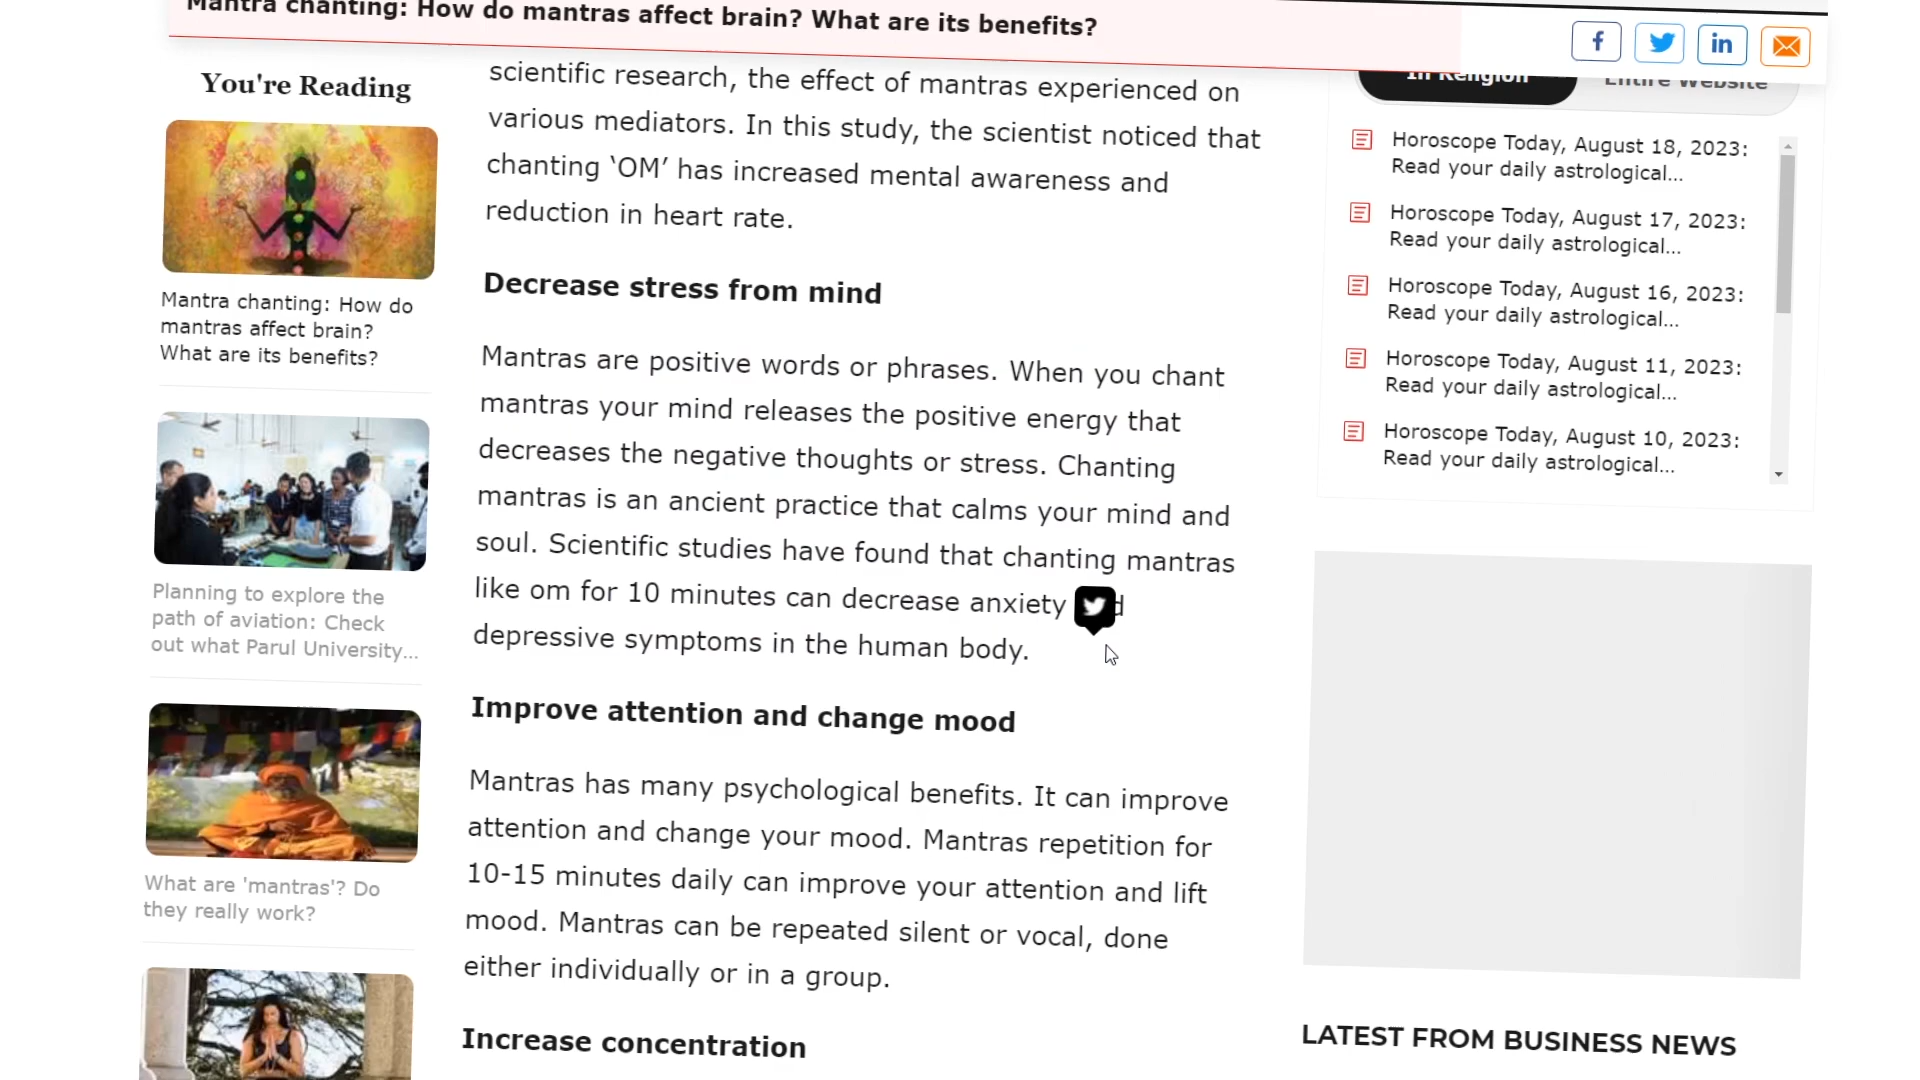 Mantra chanting: How do mantras affect brain? What are its benefits?
You're Reading
Mantra chanting: How do
mantras affect brain?
What are its benefits?
Planning to explore the
path of aviation: Check
out what Parul University...
What are 'mantras'? Do
they really work?
scientific research, the effect of mantras experienced on
various mediators. In this study, the scientist noticed that
chanting ‘OM’ has increased mental awareness and
reduction in heart rate.
Decrease stress from mind
Mantras are positive words or phrases. When you chant
mantras your mind releases the positive energy that
decreases the negative thoughts or stress. Chanting
mantras is an ancient practice that calms your mind and
soul. Scientific studies have found that chanting mantras
like om for 10 minutes can decrease anxiety
depressive symptoms in the human body.
Improve attention and change mood
Mantras has many psychological benefits. It can improve
attention and change your mood. Mantras repetition for
10-15 minutes daily can improve your attention and lift
mood. Mantras can be repeated silent or vocal, done
either individually or in a group.
Increase concentration
In Religion
Entire Website
Horoscope Today, August 18, 2023:
Read your daily astrological...
Horoscope Today, August 17, 2023:
Read your daily astrological...
Horoscope Today, August 16, 2023:
Read your daily astrological...
Horoscope Today, August 11, 2023:
Read your daily astrological...
Horoscope Today, August 10, 2023:
Read your daily astrological...
LATEST FROM BUSINESS NEWS